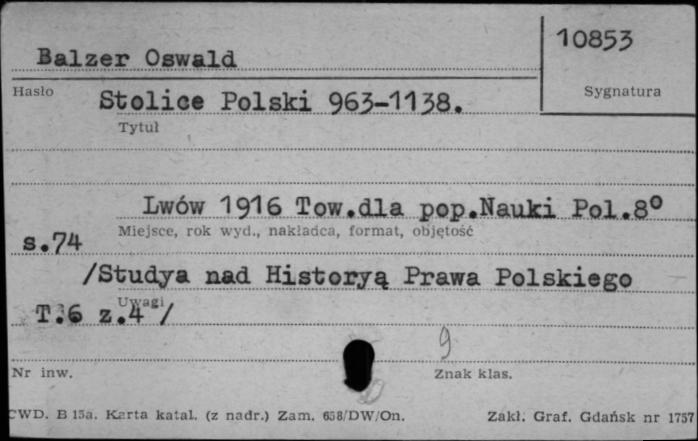 10853
Balzer Oswald
Hasło
Sygnatura
Stolice Polski 963-1138.
Tytuł
Lwów 1916 Tow.dla pop.Nauki Pol.8°
Miejsce, rok wyd., nakładca, format, objętość
s.74
/Studya nad Historyą Prawa Polskiego
Uwagi
T.6 z.4 /
9
Nr inw.
Znak klas.
CWD. B 15a. Karta katal. (z nadr.) Zam. 658/DW/On.
Zakł. Graf. Gdańsk nr 1757